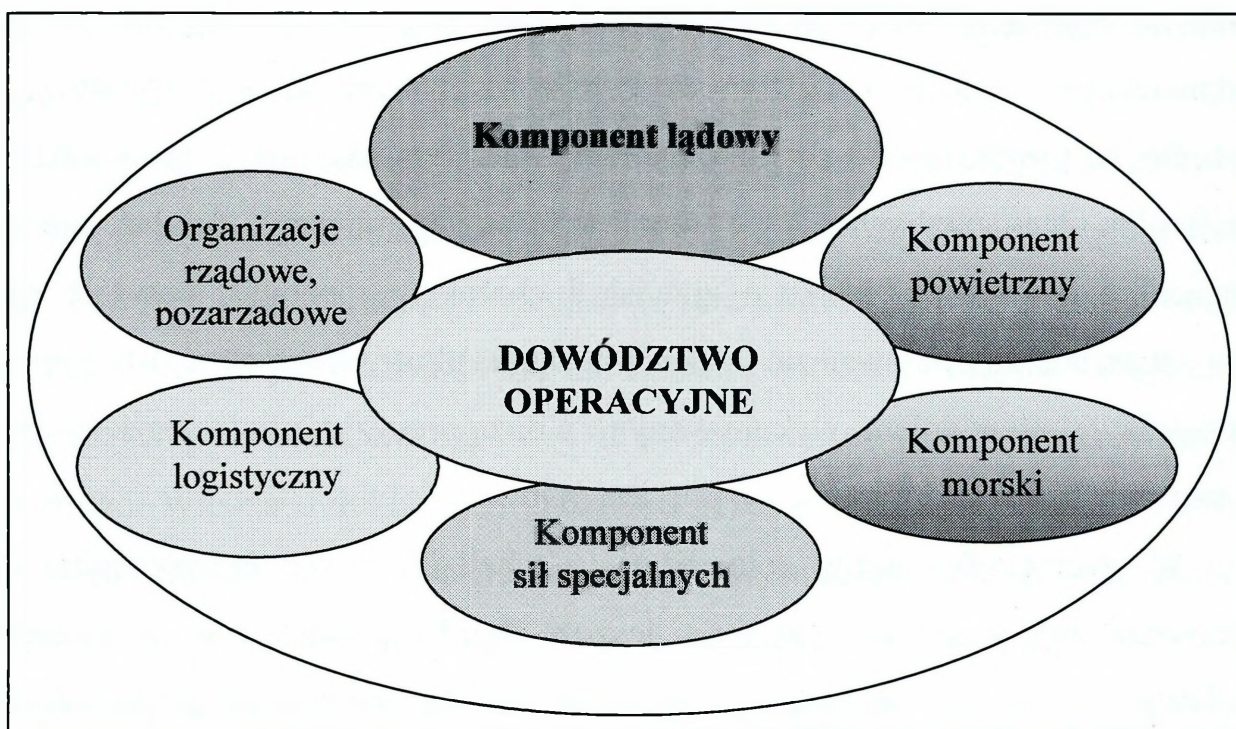 Komponent lądowy
Organizacje
rządowe,
pozarzadowe
Komponent
powietrzny
DOWÓDZTWO
OPERACYJNE
Komponent
logistyczny
Komponent
morski
Komponent
sił specjalnych